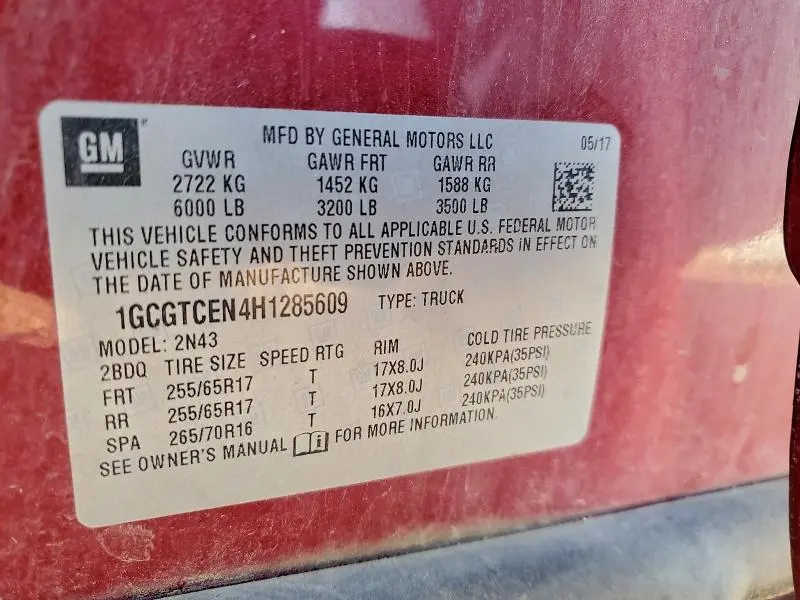 GM
MFD BY GENERAL MOTORS LLC 05/17
GVWR GAWR FRT GAWR RR
2722 KG 1452 KG 1588 KG
6000 LB 3200 LB 3500 LB
THIS VEHICLE CONFORMS TO ALL APPLICABLE U.S. FEDERAL MOTOR
VEHICLE SAFETY AND THEFT PREVENTION STANDARDS IN EFFECT ON
THE DATE OF MANUFACTURE SHOWN ABOVE.
1GCGTCEN4H1285609 TYPE: TRUCK
MODEL: 2N43
2BDQ TIRE SIZE SPEED RTG RIM COLD TIRE PRESSURE
FRT 255/65R17 T 17X8.0J 240KPA(35PSI)
RR 255/65R17 T 17X8.0J 240KPA(35PSI)
SPA 265/70R16 T 16X7.0J 240KPA(35PSI)
SEE OWNER'S MANUAL i FOR MORE INFORMATION.